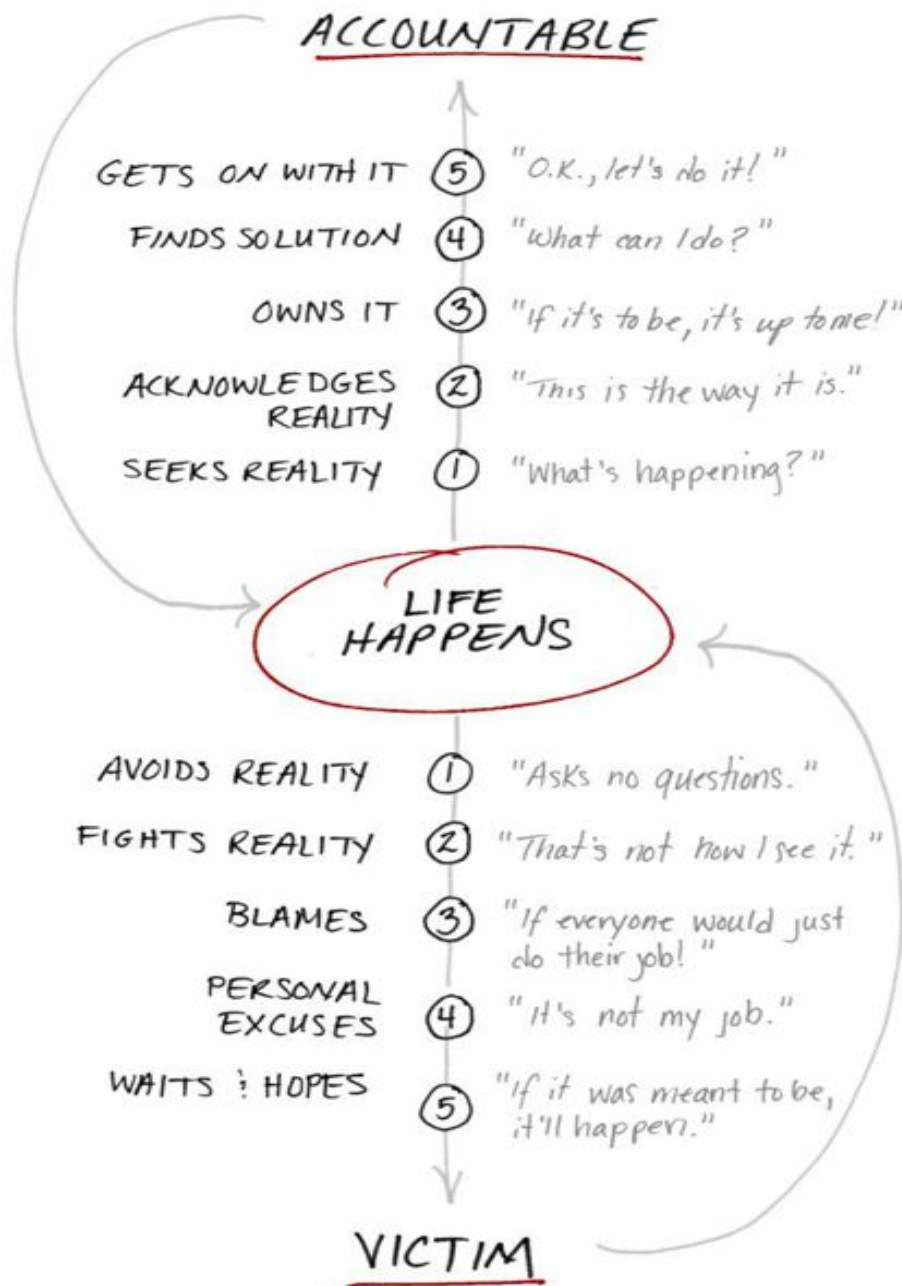 ACCOUNTABLE
GETS ON WITH IT 5 "O.K., let's do it!"
FINDS SOLUTION 4 "What can I do?"
OWNS IT 3 "If it's to be, it's up to me!"
ACKNOWLEDGES
REALITY 2 "This is the way it is."
SEEKS REALITY 1 "What's happening?"
LIFE
HAPPENS
AVOIDS REALITY 1 "Asks no questions."
FIGHTS REALITY 2 "That's not how I see it."
BLAMES 3 "If everyone would just
do their job!"
PERSONAL
EXCUSES 4 "It's not my job."
WAITS & HOPES 5 "If it was meant to be,
it'll happen."
VICTIM